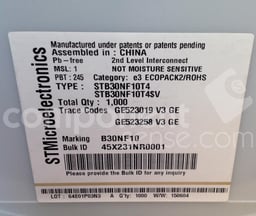 Manufactured under patents or patents pending
Assembled in : CHINA
Pb-free 2nd Level Interconnect
MSL: 1 NOT MOISTURE SENSITIVE
PBT: 245 Category: e3 ECOPACK2/ROHS
TYPE : STB30NF10T4
STB30NF10T4SV
Total Qty: 1,000
Trace Codes GE523019 V3 GE
GE523258 V3 GE
Marking B30NF10
Bulk ID 45X231NR0001
Please provide the Bulk ID for any inquiry
STMicroelectronics